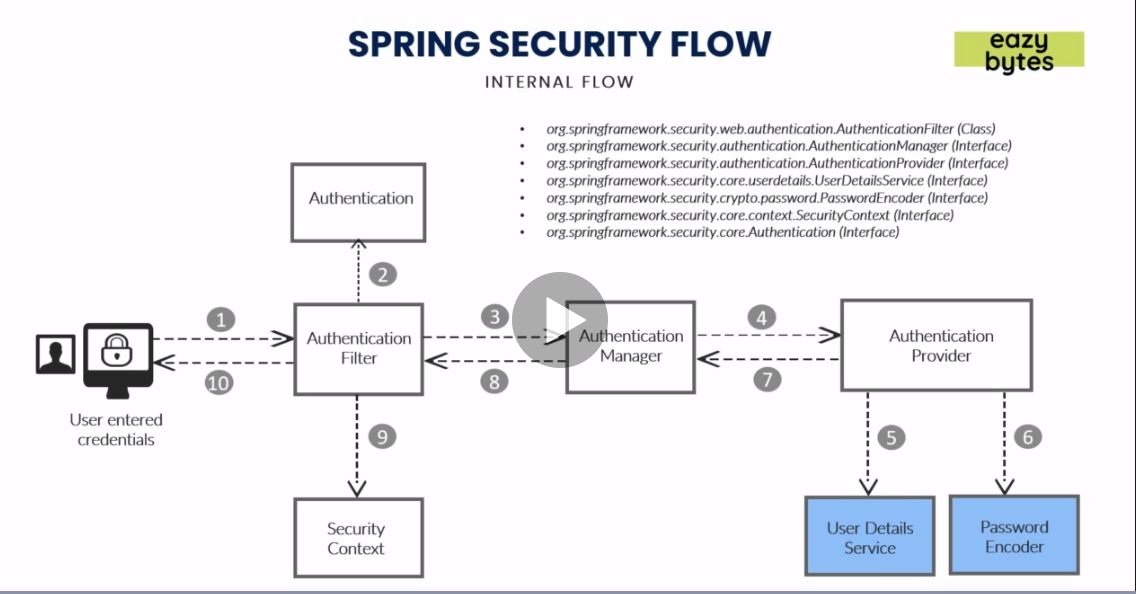 SPRING SECURITY FLOW
INTERNAL FLOW
eazy
bytes
• org.springframework.security.web.authentication.AuthenticationFilter (Class)
• org.springframework.security.authentication.AuthenticationManager (Interface)
• org.springframework.security.authentication.AuthenticationProvider (Interface)
• org.springframework.security.core.userdetails.UserDetailsService (Interface)
• org.springframework.security.crypto.password.PasswordEncoder (Interface)
• org.springframework.security.core.context.SecurityContext (Interface)
• org.springframework.security.core.Authentication (Interface)
Authentication
2
1
3
4
Authentication
Filter
Authentication
Manager
Authentication
Provider
10
8
7
User entered
credentials
9
5
6
Security
Context
User Details
Service
Password
Encoder